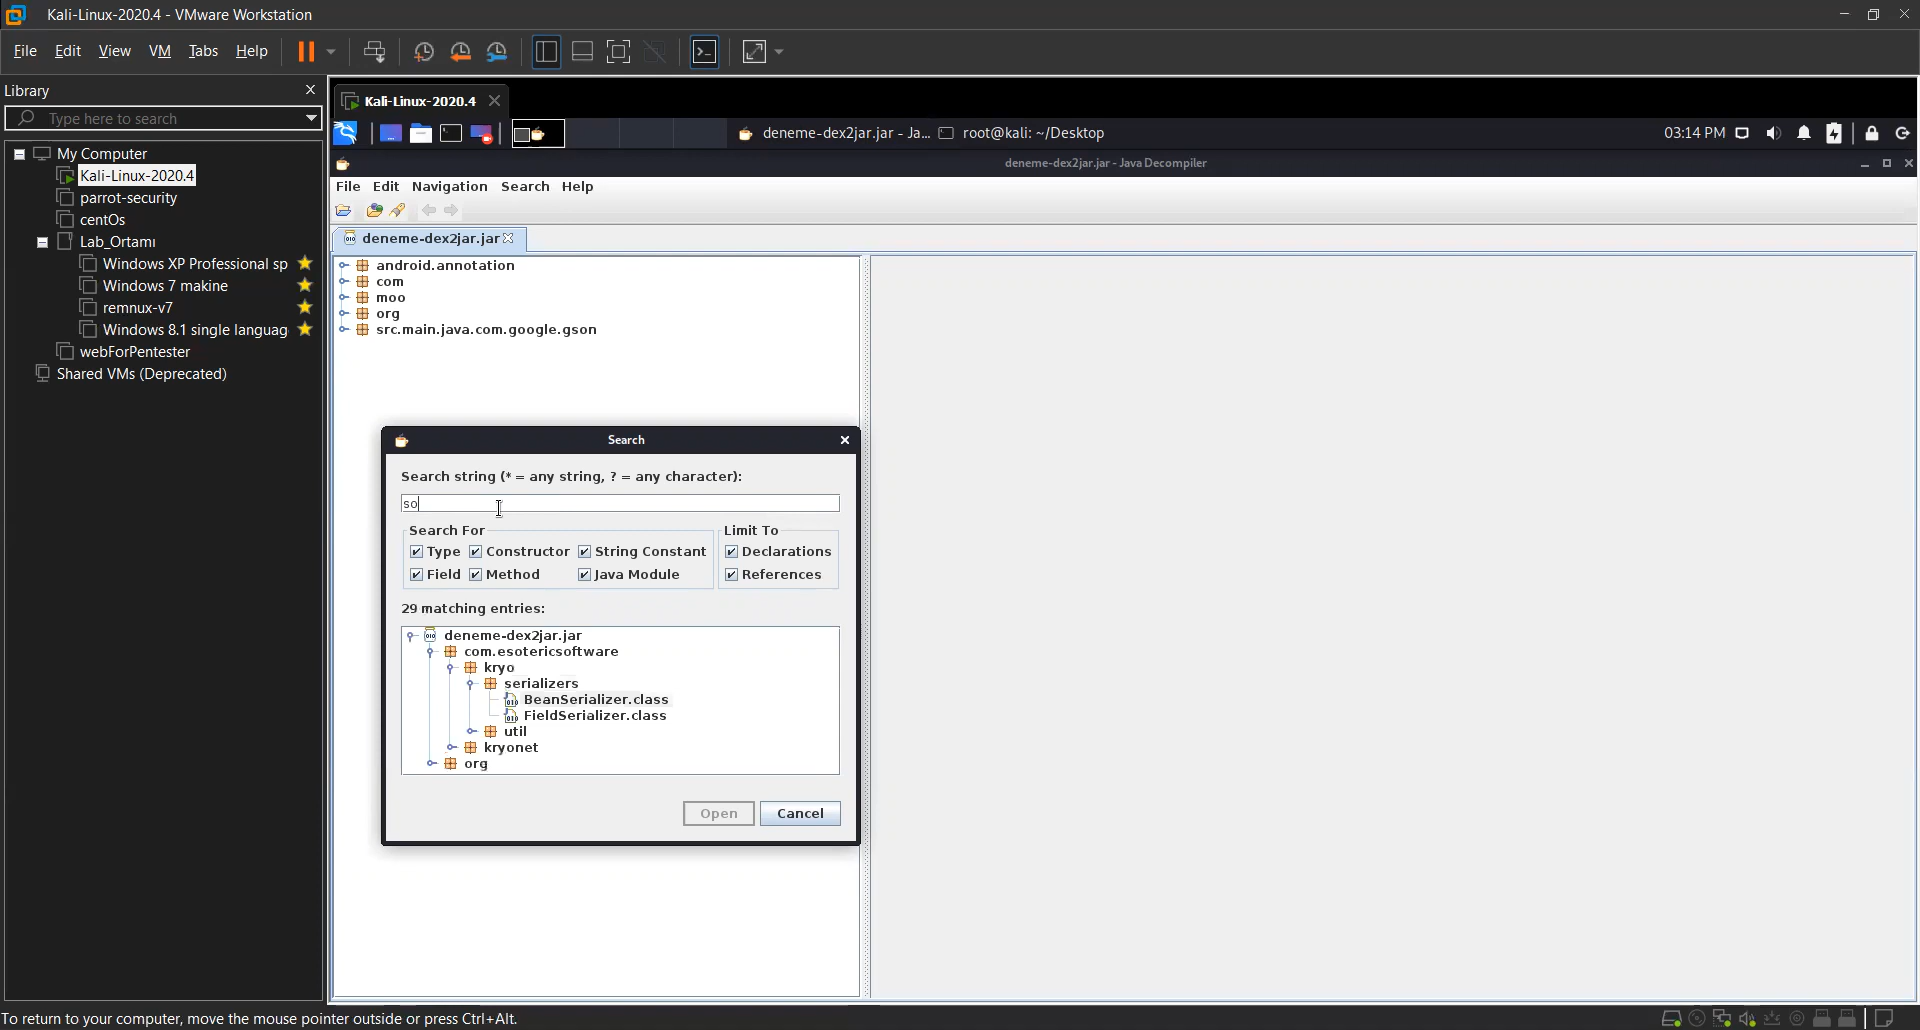 Kali-Linux-2020.4 - VMware Workstation
File Edit View VM Tabs Help
Library
Type here to search
My Computer
Kali-Linux-2020.4
parrot-security
centOs
Lab_Ortamı
Windows XP Professional sp
Windows 7 makine
remnux-v7
Windows 8.1 single languag
webForPentester
Shared VMs (Deprecated)
Kali-Linux-2020.4
deneme-dex2jar.jar - Ja... root@kali: ~/Desktop 03:14 PM
deneme-dex2jar.jar - Java Decompiler
File Edit Navigation Search Help
deneme-dex2jar.jar
android.annotation
com
moo
org
src.main.java.com.google.gson
Search
Search string (* = any string, ? = any character):
so
Search For Limit To
Type Constructor String Constant Declarations
Field Method Java Module References
29 matching entries:
deneme-dex2jar.jar
com.esotericsoftware
kryo
serializers
BeanSerializer.class
FieldSerializer.class
util
kryonet
org
Open Cancel
To return to your computer, move the mouse pointer outside or press Ctrl+Alt.